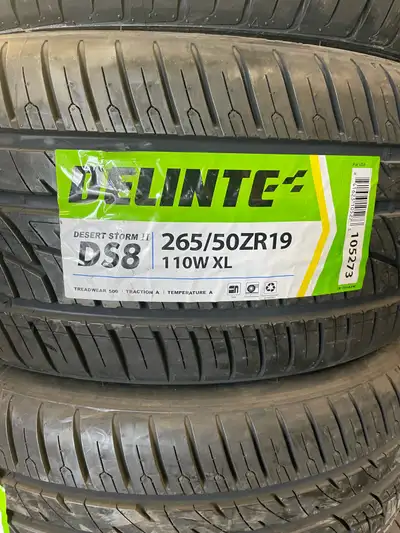 DELINTE
DESERT STORM II
DS8
265/50ZR19
110W XL
TREADWEAR 500 | TRACTION A | TEMPERATURE A
105273